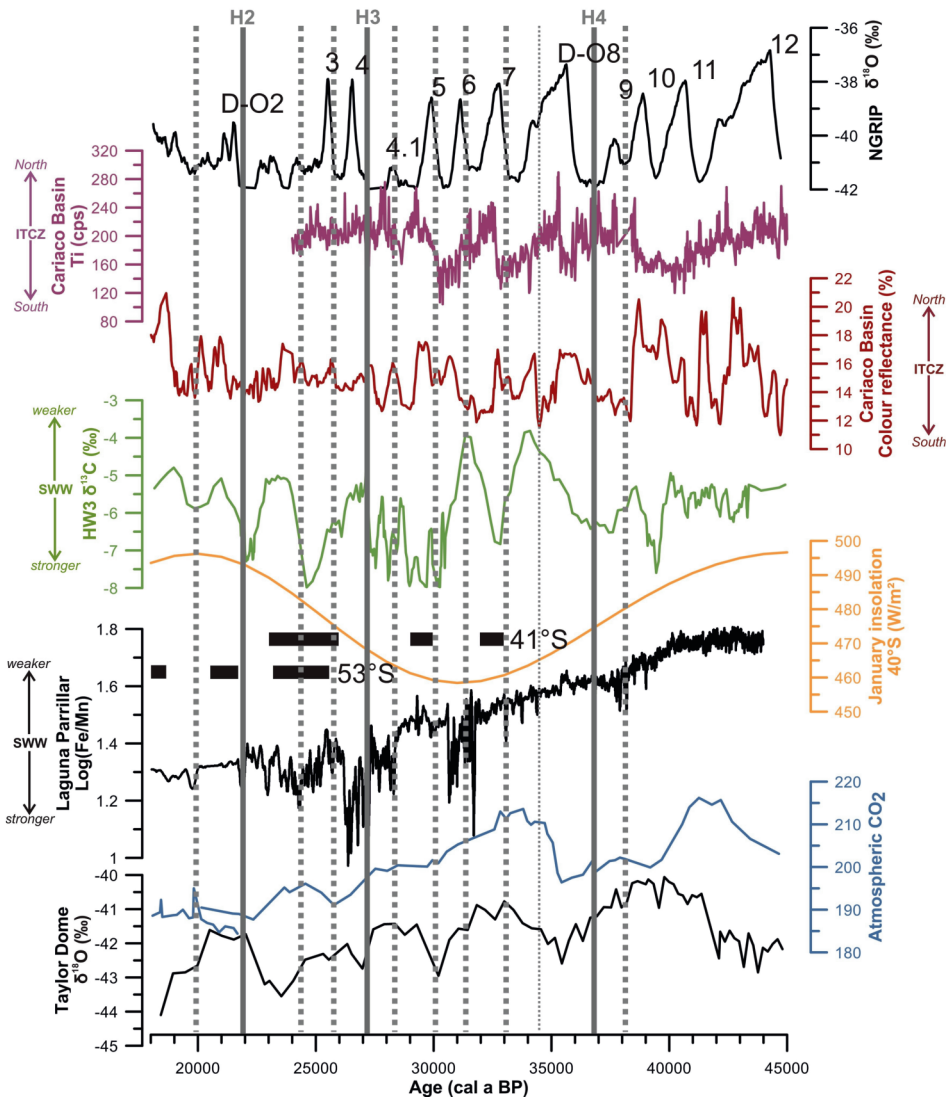 H2
H3
H4
-36
-38
-40
-42
NGRIP δ¹⁸O (‰)
D-O2
3
4
4.1
5
6
7
D-O8
9
10
11
12
320
280
240
200
160
120
80
North
ITCZ
South
Cariaco Basin
Ti (cps)
22
20
18
16
14
12
10
Cariaco Basin
Colour reflectance (%)
North
ITCZ
South
-3
-4
-5
-6
-7
-8
weaker
SWW
stronger
HW3 δ¹³C (‰)
500
490
480
470
460
450
January insolation
40°S (W/m²)
41°S
53°S
1.8
1.6
1.4
1.2
1
weaker
SWW
stronger
Laguna Parrillar
Log(Fe/Mn)
220
210
200
190
180
Atmospheric CO₂
-40
-41
-42
-43
-44
-45
Taylor Dome
δ¹⁸O (‰)
20000
25000
30000
35000
40000
45000
Age (cal a BP)